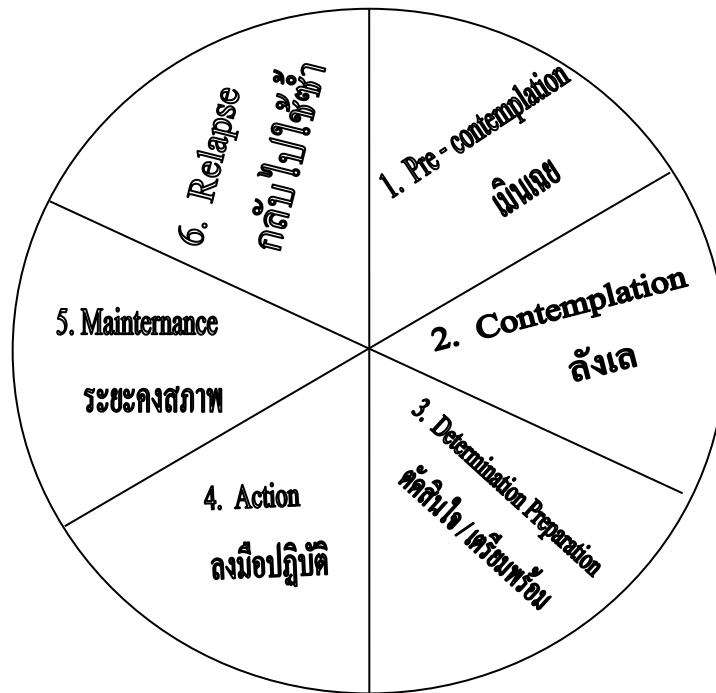 1. Pre - contemplation
เมินเฉย
2. Contemplation
ลังเล
3. Determination Preparation
ตัดสินใจ / เตรียมพร้อม
4. Action
ลงมือปฎิบัติ
5. Mainternance
ระยะคงสภาพ
6. Relapse
กลับไปใช้ซ้ำ